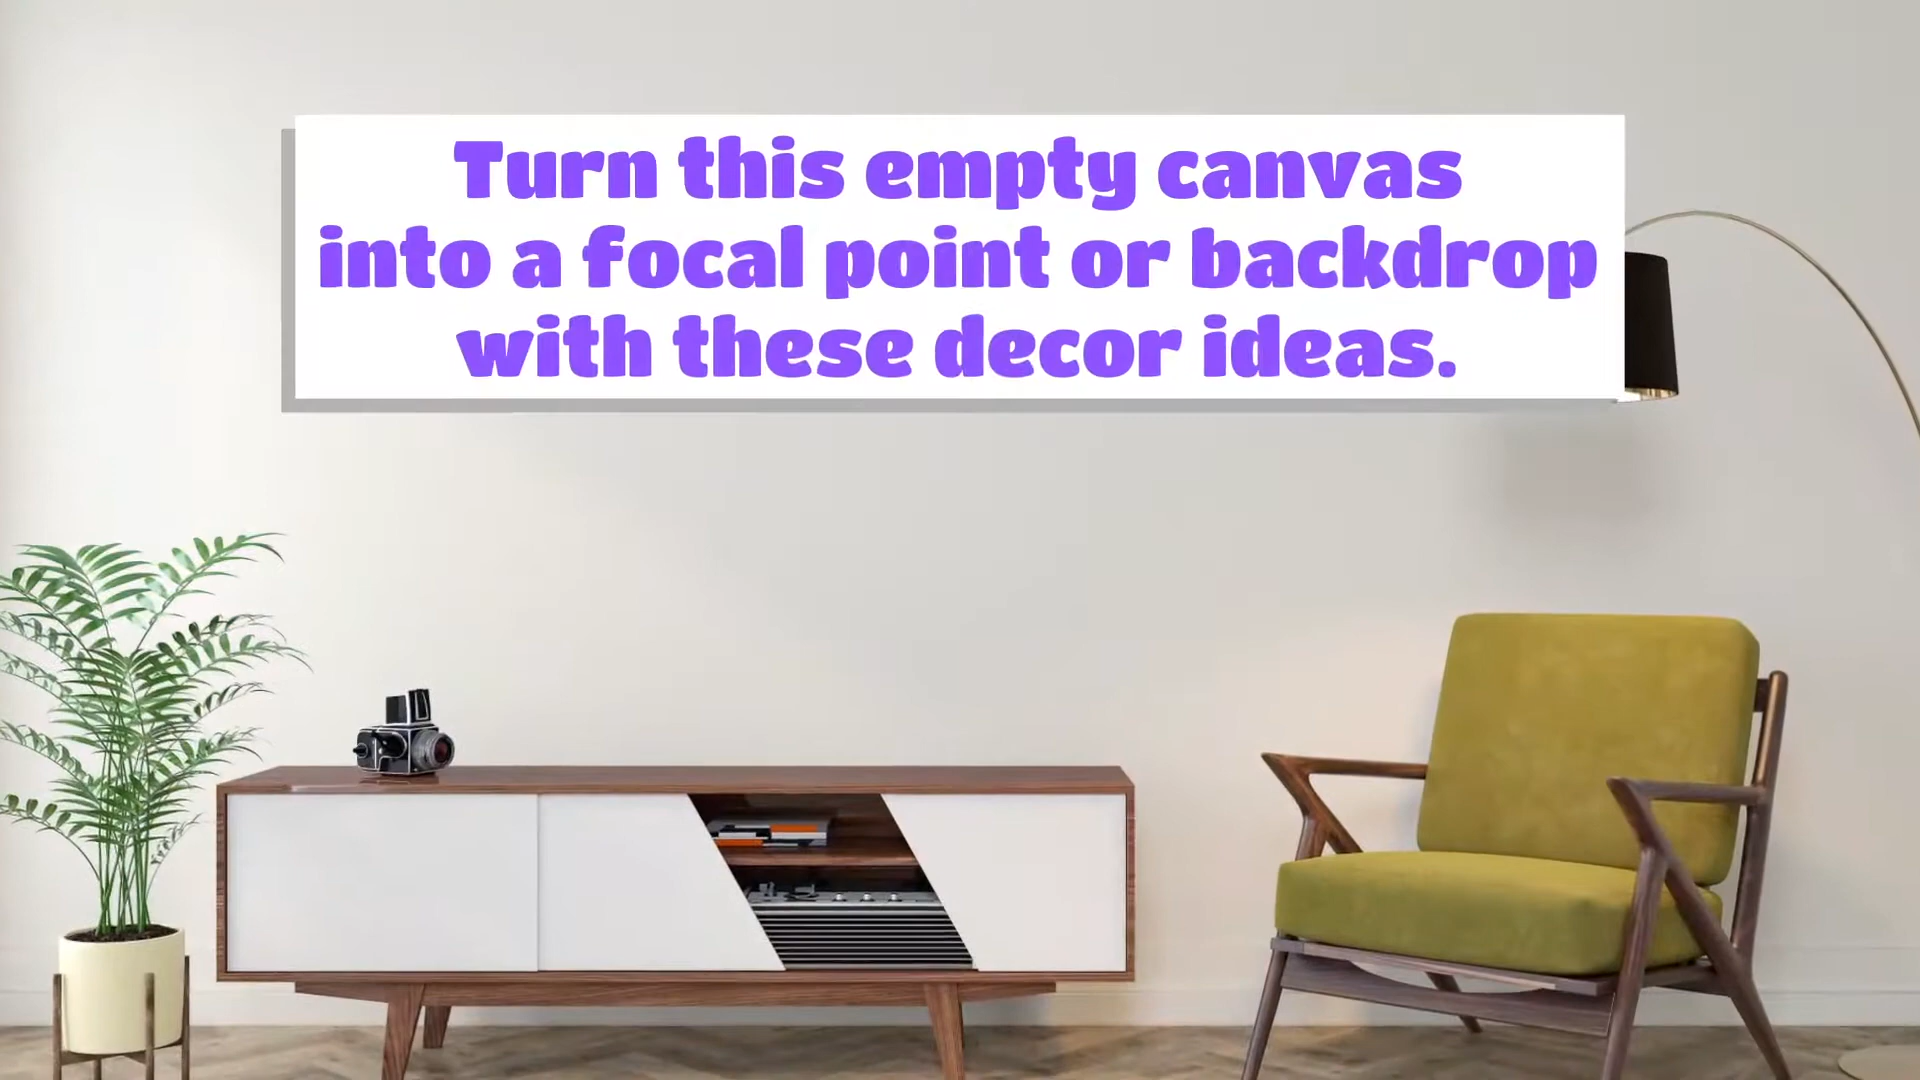 Turn this empty canvas
into a focal point or backdrop
with these decor ideas.